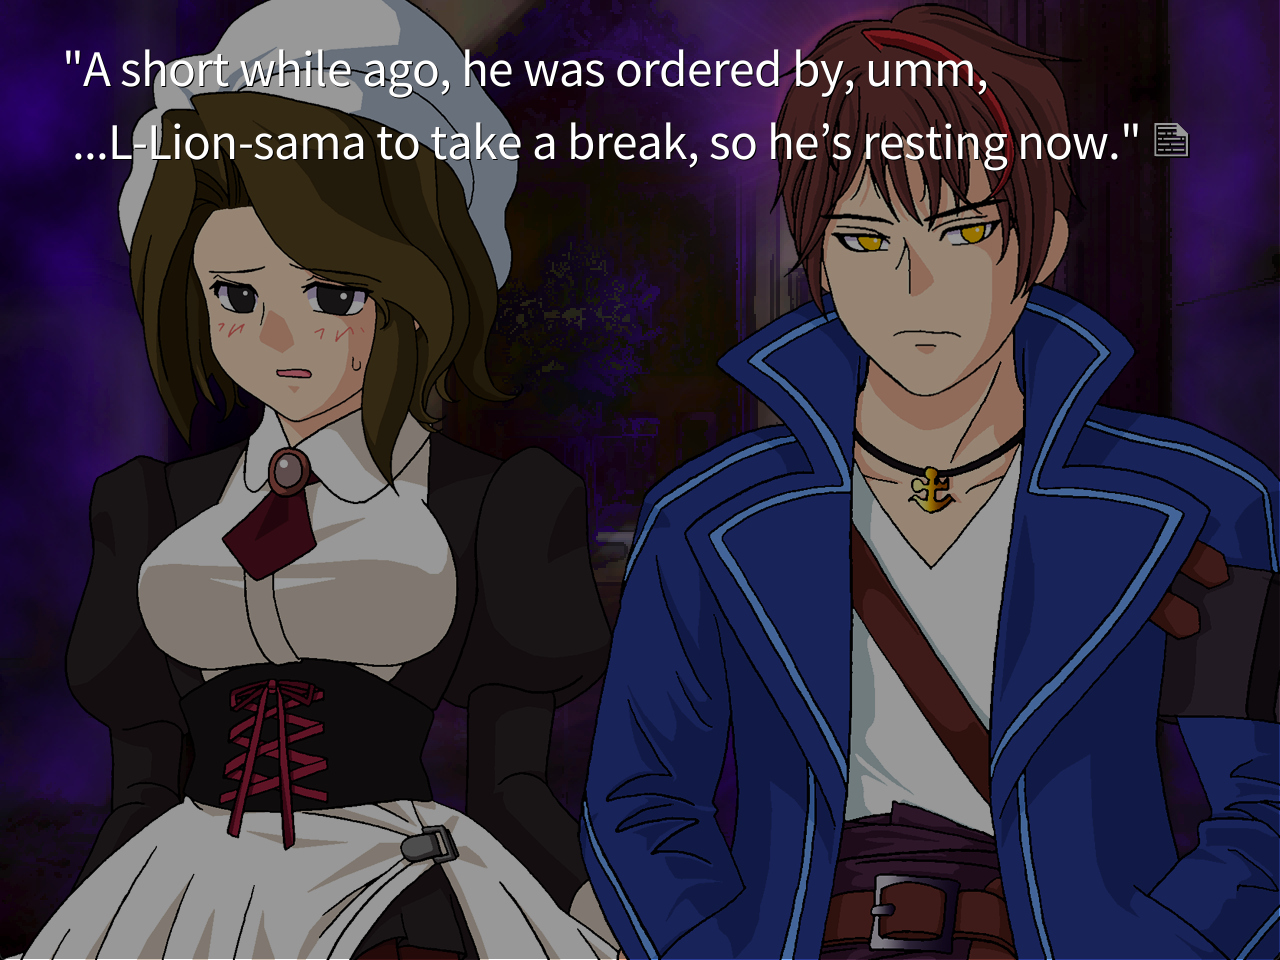 "A short while ago, he was ordered by, umm,
...L-Lion-sama to take a break, so he’s resting now."